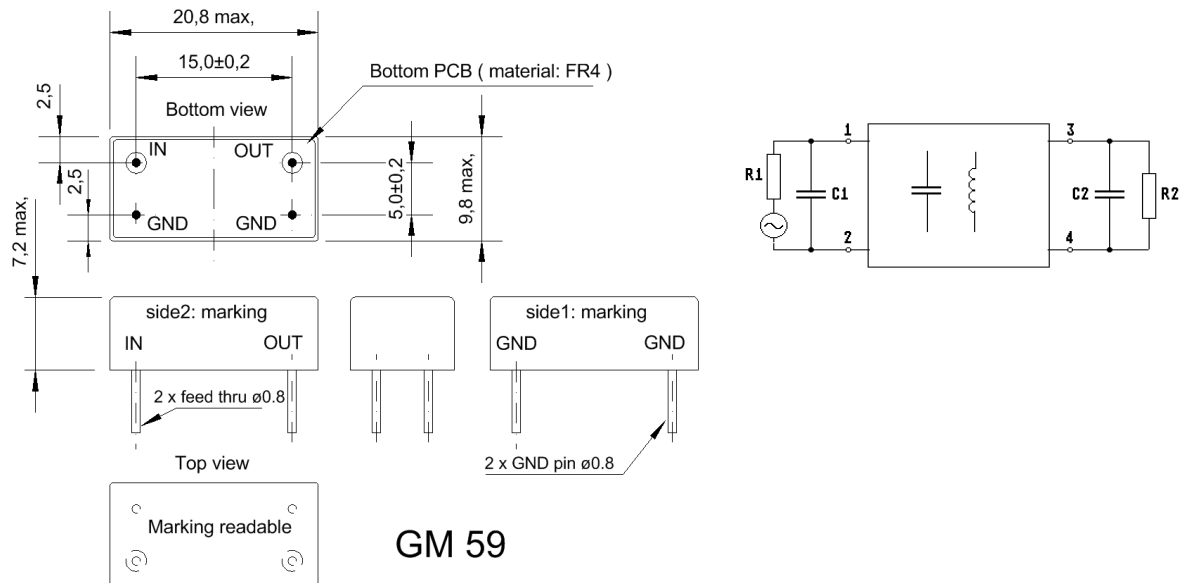 20,8 max,
15,0±0,2
Bottom PCB ( material: FR4 )
2,5
Bottom view
IN
OUT
2,5
GND
GND
5,0±0,2
9,8 max,
7,2 max,
side2: marking
IN
OUT
side1: marking
GND
GND
2 x feed thru ø0.8
2 x GND pin ø0.8
Top view
Marking readable
GM 59
1
3
R1
C1
C2
R2
2
4